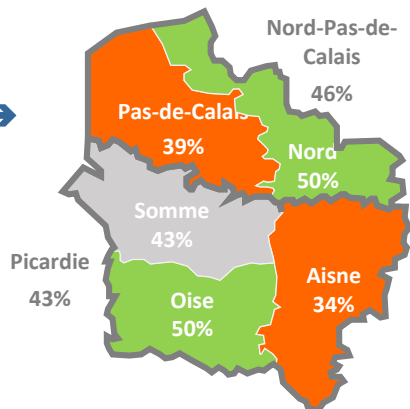 Nord-Pas-de-
Calais
46%
Pas-de-Calais
39%
Nord
50%
Somme
43%
Picardie
43%
Aisne
34%
Oise
50%